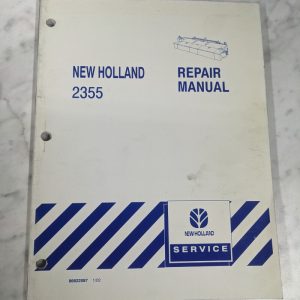 NEW HOLLAND
2355
REPAIR
MANUAL
NEW HOLLAND
SERVICE